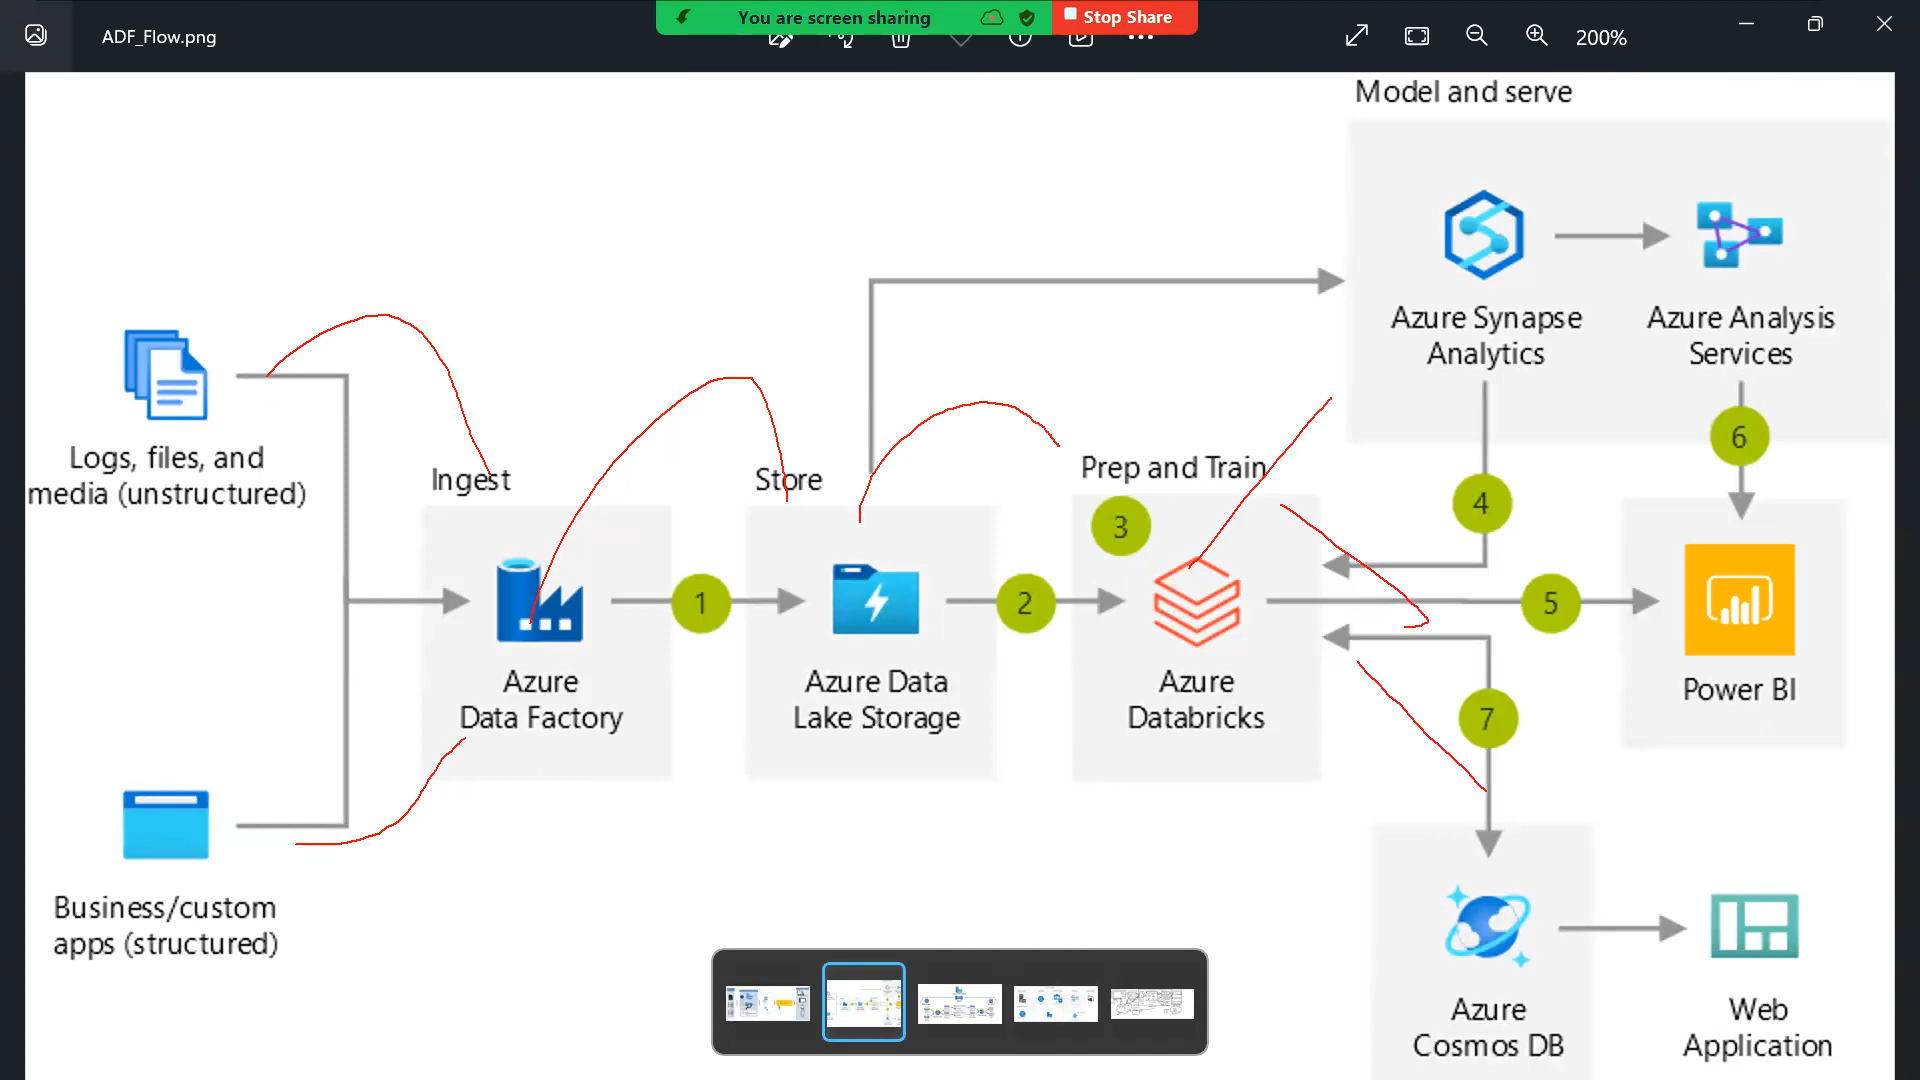 You are screen sharing
Stop Share
ADF_Flow.png
200%
Model and serve
Azure Synapse
Analytics
Azure Analysis
Services
Logs, files, and
media (unstructured)
Ingest
Store
Prep and Train
3
4
6
1
2
5
Azure
Data Factory
Azure Data
Lake Storage
Azure
Databricks
Power BI
7
Business/custom
apps (structured)
Azure
Cosmos DB
Web
Application